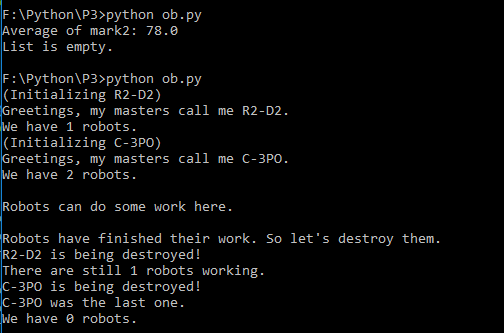 F:\Python\P3>python ob.py
Average of mark2: 78.0
List is empty.
F:\Python\P3>python ob.py
(Initializing R2-D2)
Greetings, my masters call me R2-D2.
We have 1 robots.
(Initializing C-3PO)
Greetings, my masters call me C-3PO.
We have 2 robots.
Robots can do some work here.
Robots have finished their work. So let's destroy them.
R2-D2 is being destroyed!
There are still 1 robots working.
C-3PO is being destroyed!
C-3PO was the last one.
We have 0 robots.